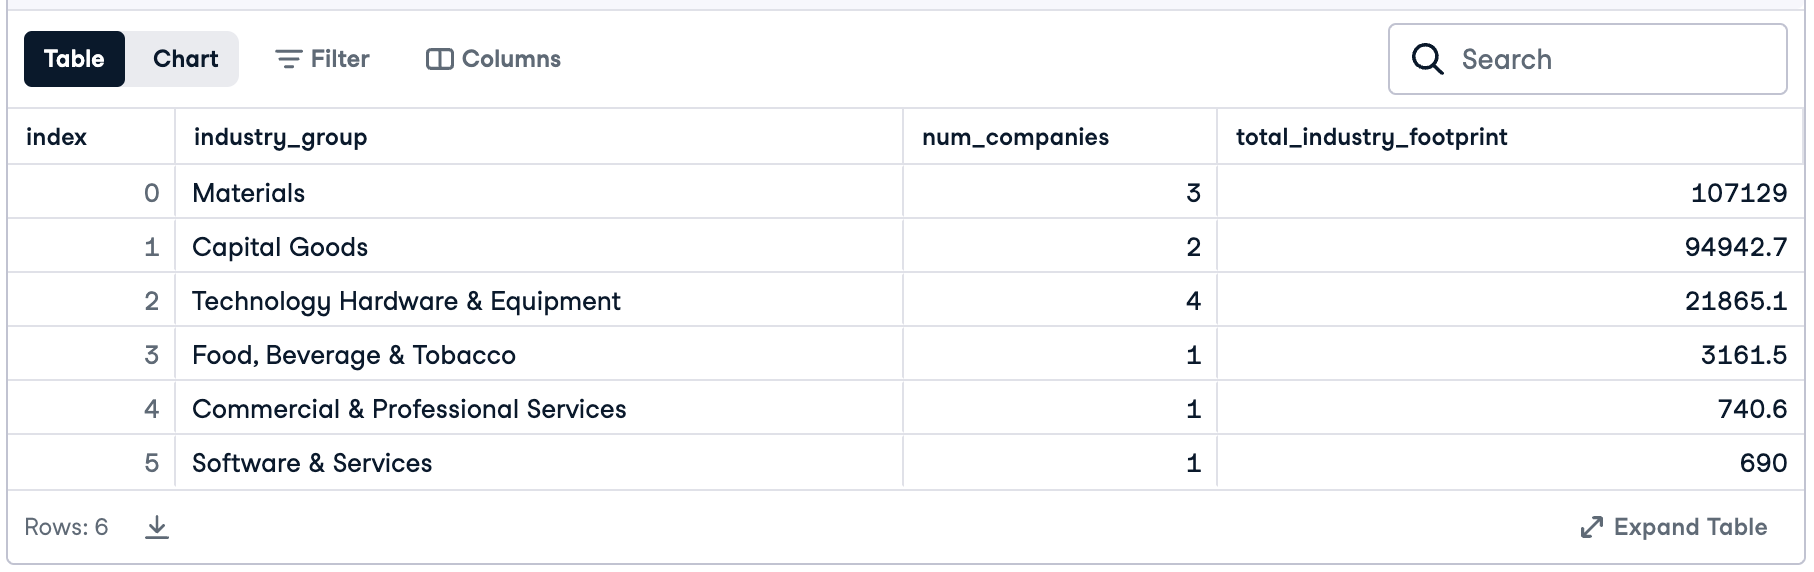 Table Chart Filter Columns Search
index industry_group num_companies total_industry_footprint
0 Materials 3 107129
1 Capital Goods 2 94942.7
2 Technology Hardware & Equipment 4 21865.1
3 Food, Beverage & Tobacco 1 3161.5
4 Commercial & Professional Services 1 740.6
5 Software & Services 1 690
Rows: 6 Expand Table